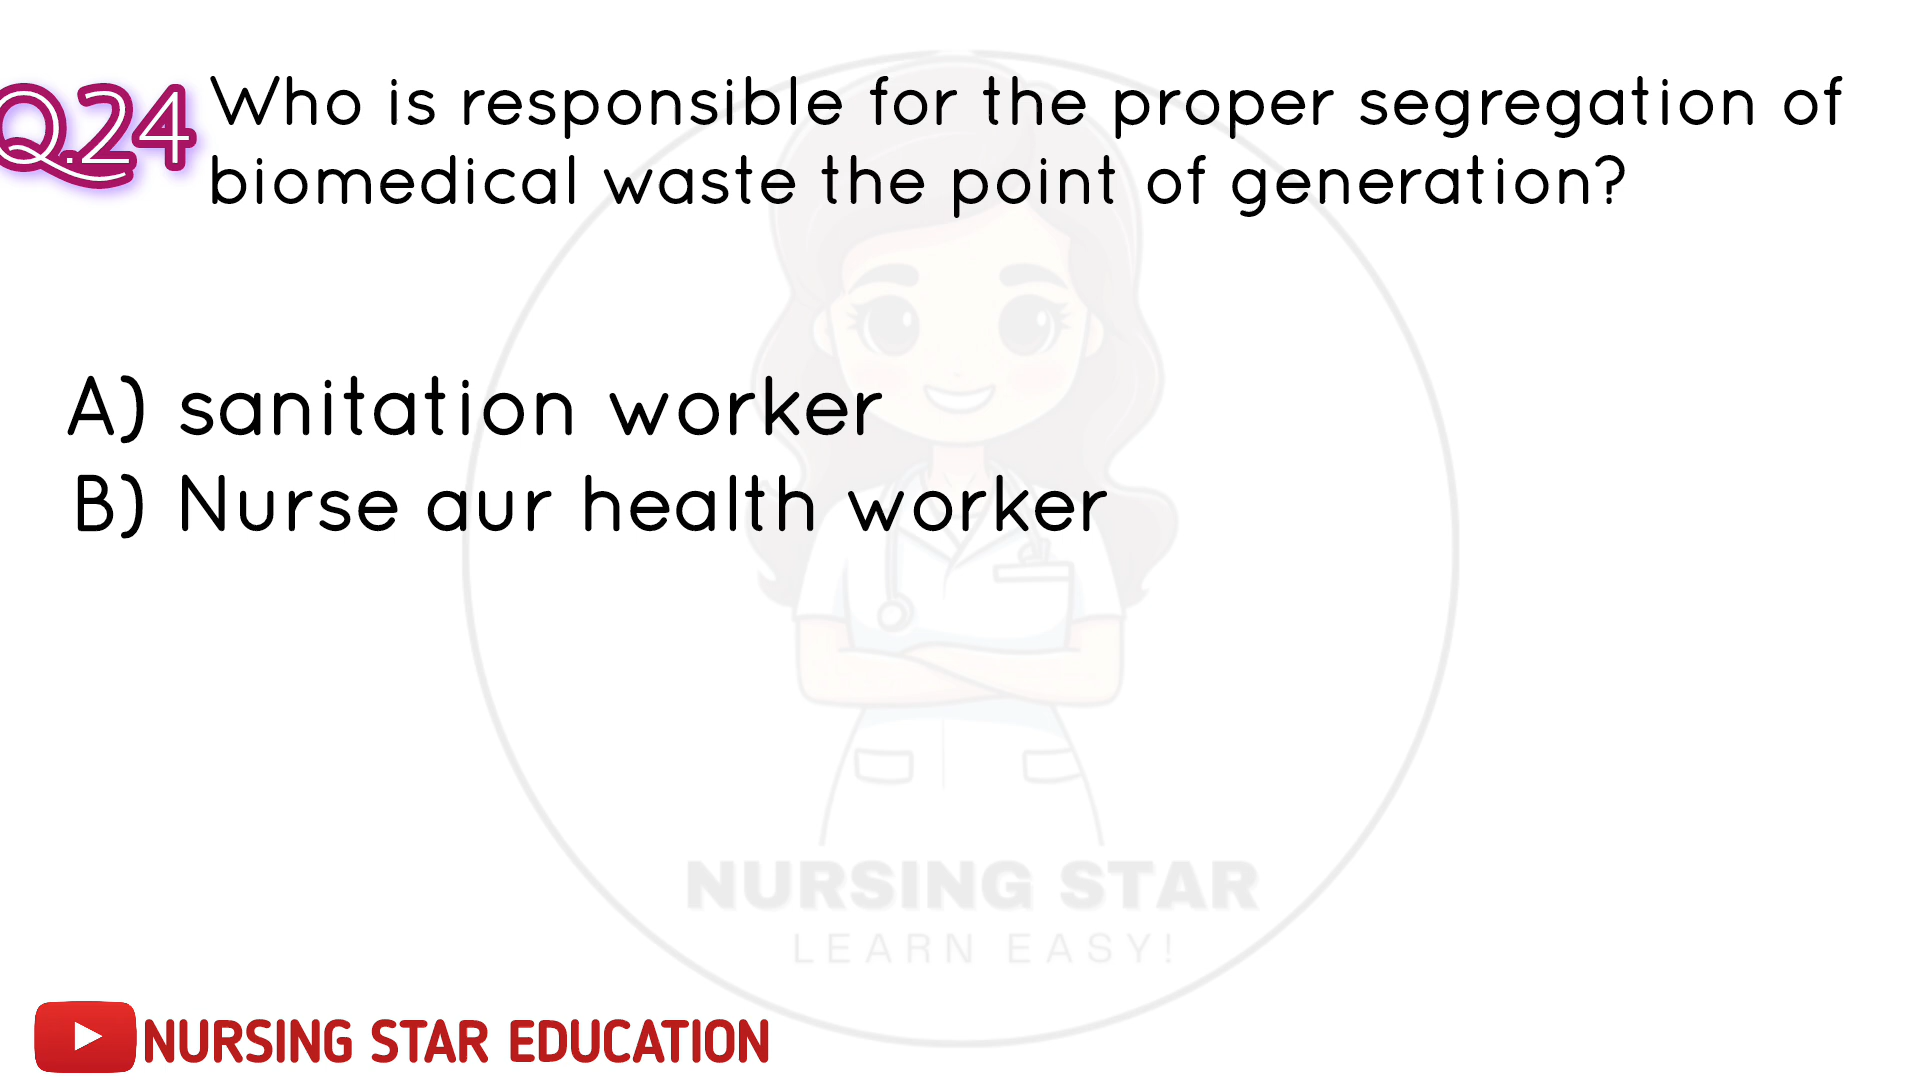 Q.24 Who is responsible for the proper segregation of
biomedical waste the point of generation?
A) sanitation worker
B) Nurse aur health worker
NURSING STAR
LEARN EASY!
NURSING STAR EDUCATION